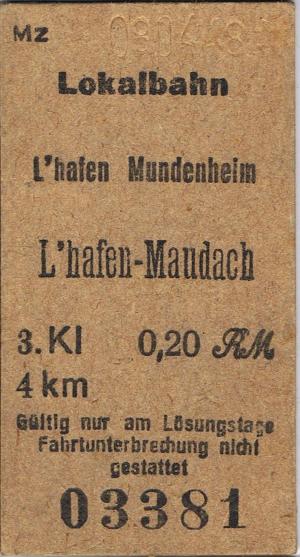 Mz
Lokalbahn
L'hafen Mundenheim
L'hafen-Maudach
3. Kl 0,20 RM
4 km
Gültig nur am Lösungstage
Fahrtunterbrechung nicht
gestattet
03381